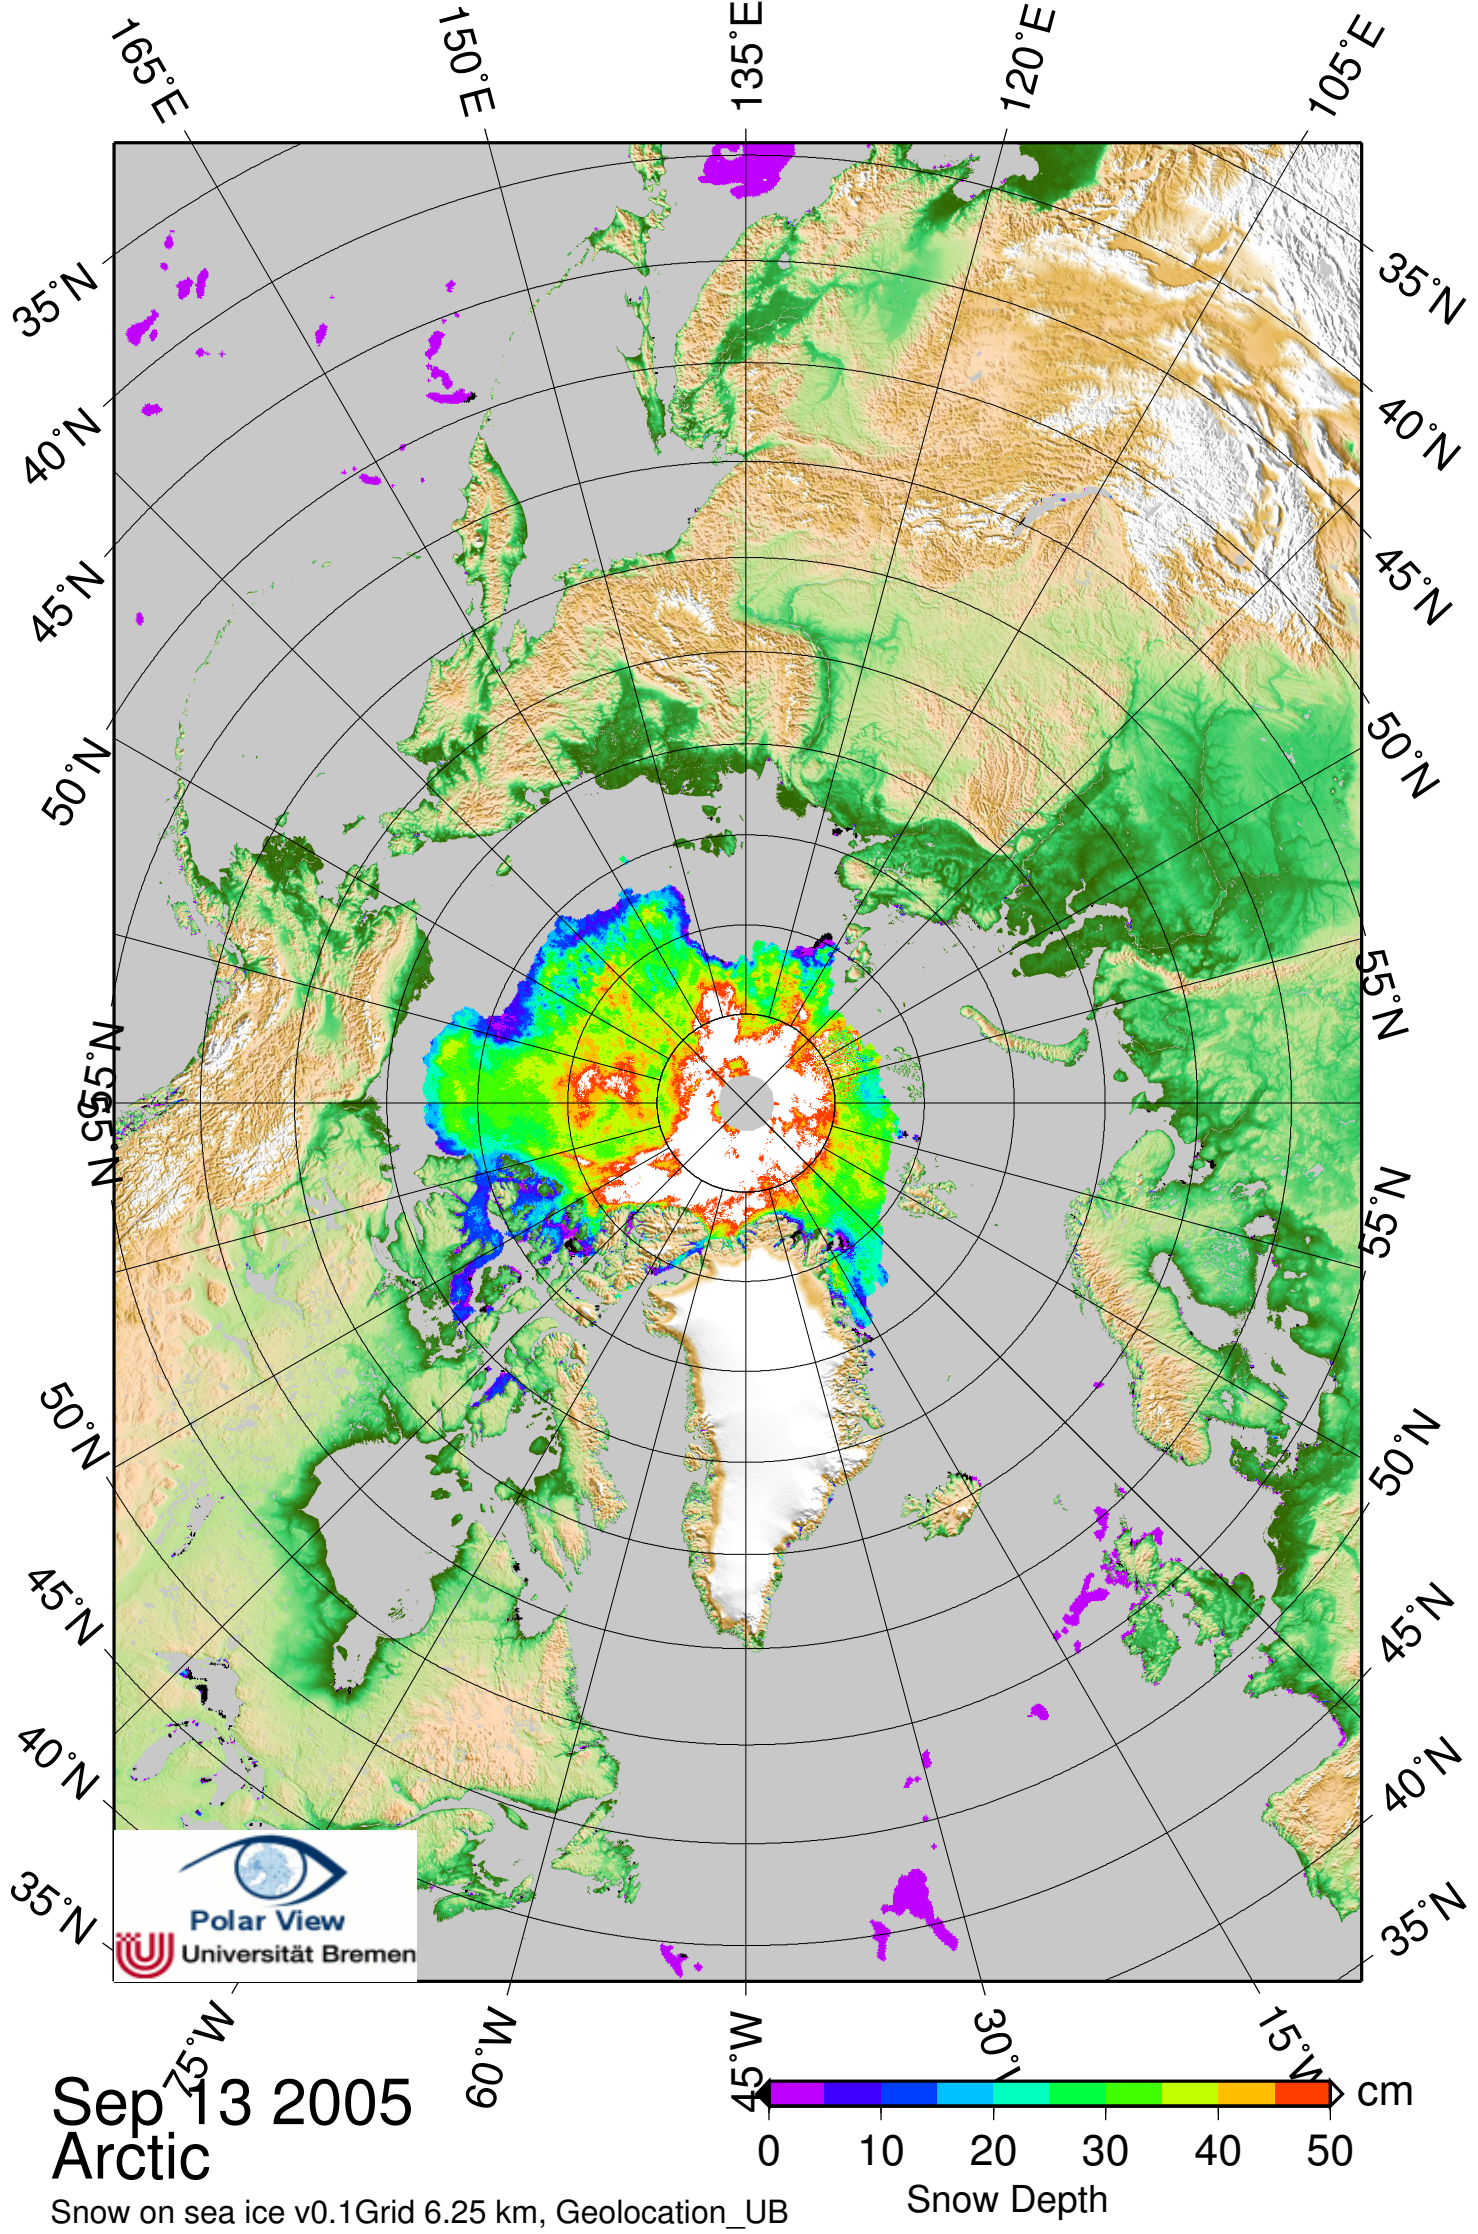 165°E 150°E 135°E 120°E 105°E
35°N 35°N
40°N 40°N
45°N 45°N
50°N 50°N
55°N 55°N
55°N 55°N
50°N 50°N
45°N 45°N
40°N 40°N
35°N 35°N
Polar View
Universität Bremen
75°W 60°W 45°W 30°W 15°W
Sep 13 2005
Arctic
Snow on sea ice v0.1Grid 6.25 km, Geolocation_UB
cm
0 10 20 30 40 50
Snow Depth